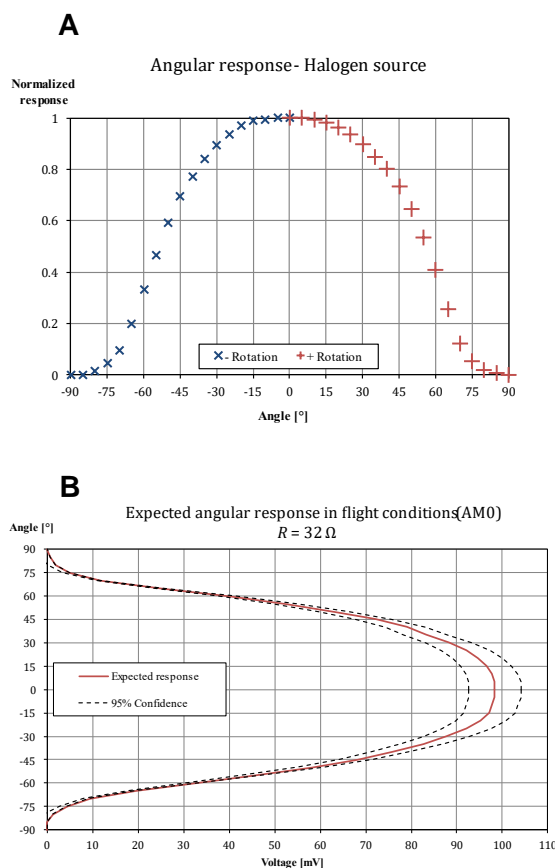 A
Angular response- Halogen source
Normalized
response
1
0.8
0.6
0.4
0.2
0
- Rotation
+ Rotation
-90 -75 -60 -45 -30 -15 0 15 30 45 60 75 90
Angle [°]
B
Expected angular response in flight conditions(AM0)
R = 32 Ω
Angle [°]
90
75
60
45
30
15
0
-15
-30
-45
-60
-75
-90
Expected response
95% Confidence
0 10 20 30 40 50 60 70 80 90 100 110
Voltage [mV]